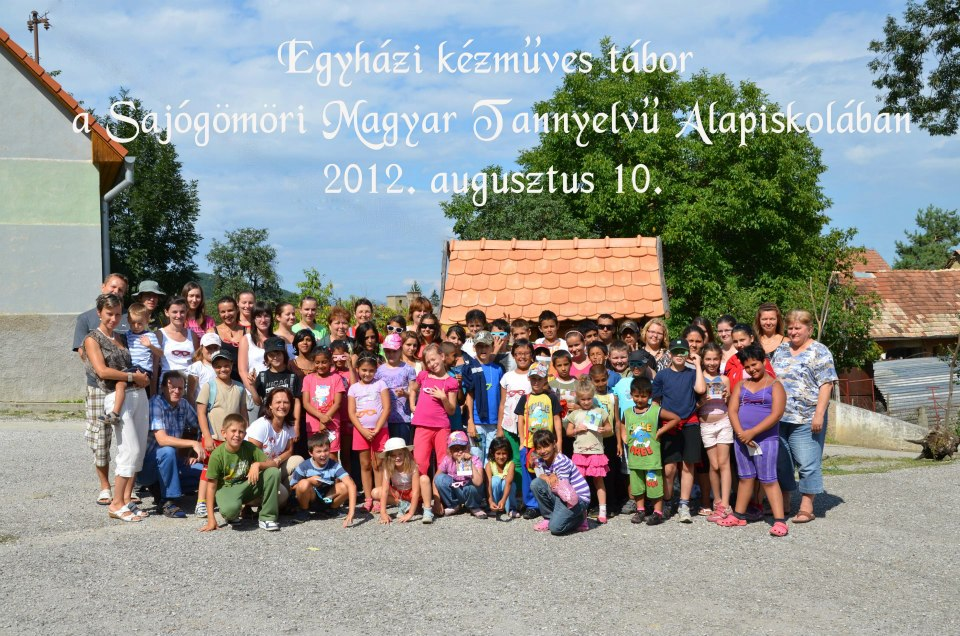 Egyházi kézműves tábor
a Sajógömöri Magyar Tannyelvű Alapiskolában
2012. augusztus 10.